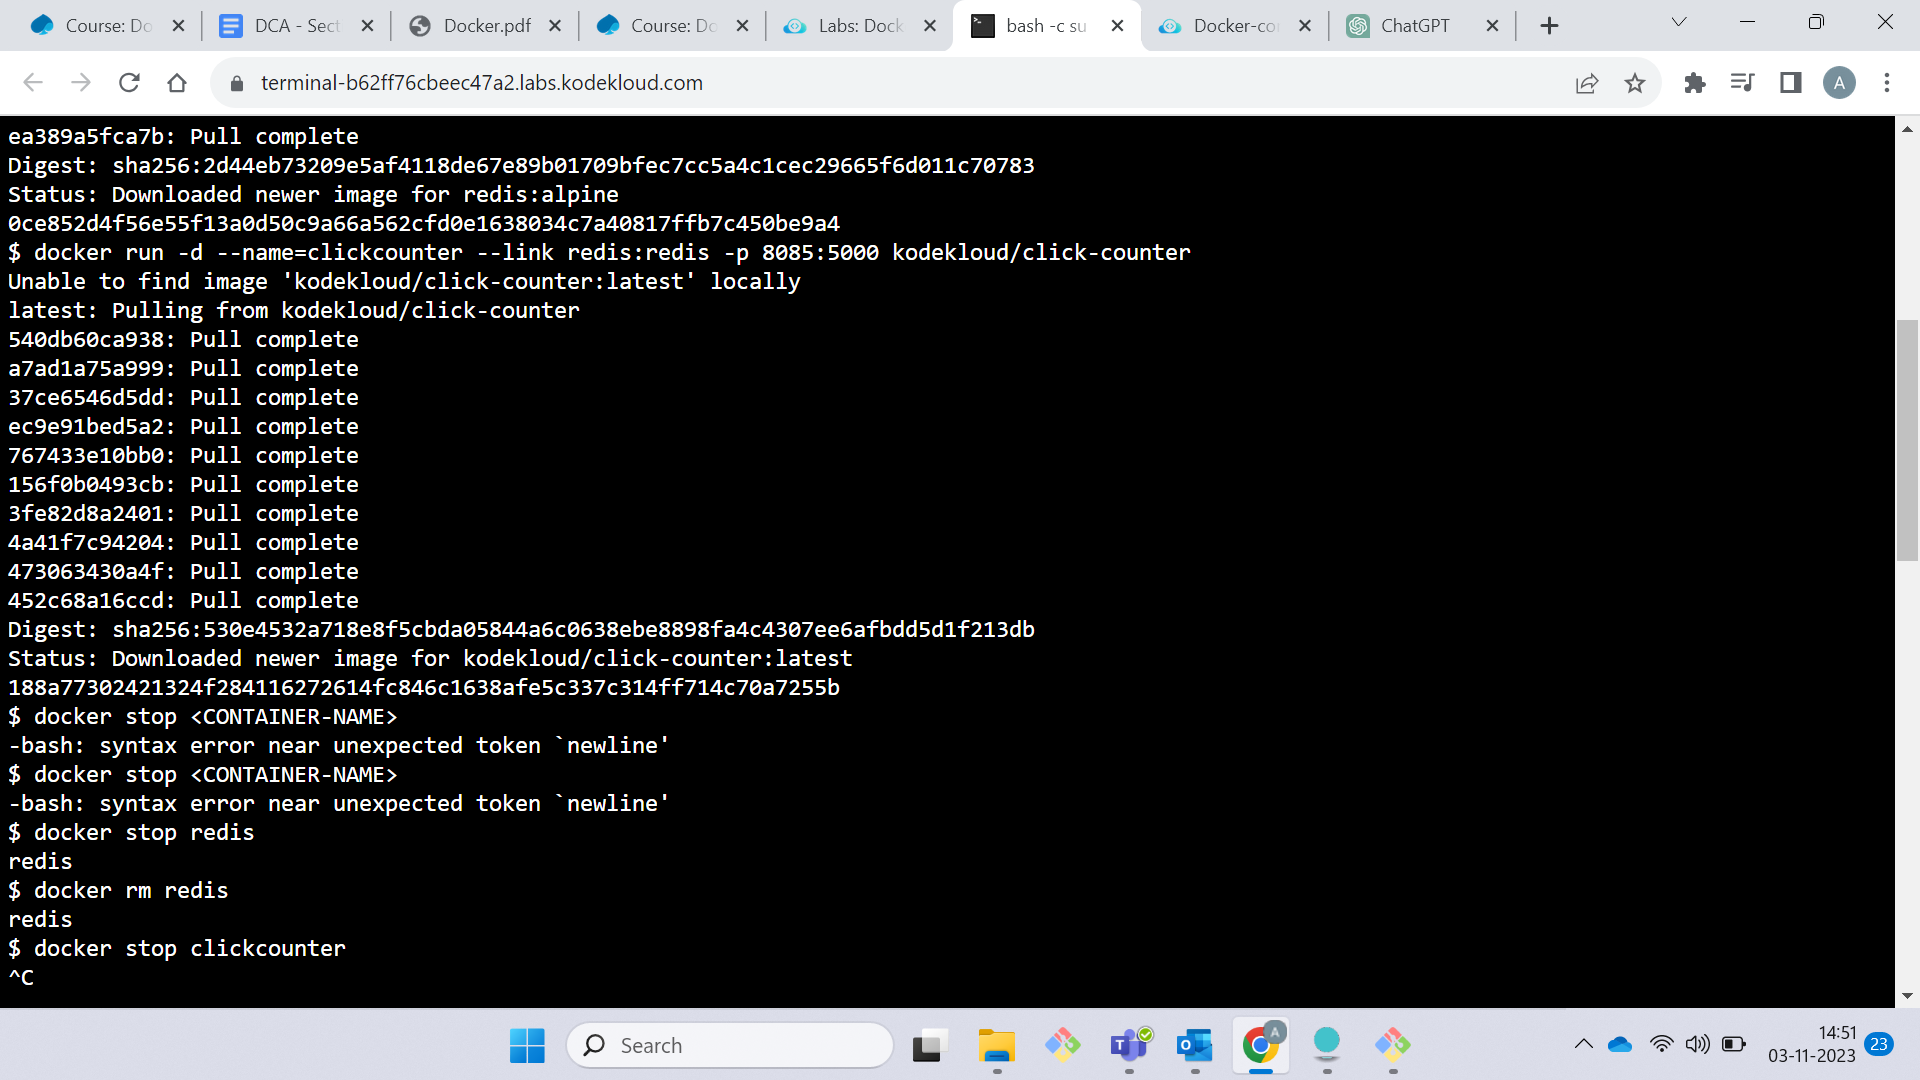 Course: Do
DCA - Sect
Docker.pdf
Course: Do
Labs: Dock
bash -c su
Docker-co
ChatGPT
terminal-b62ff76cbeec47a2.labs.kodekloud.com
A
ea389a5fca7b: Pull complete
Digest: sha256:2d44eb73209e5af4118de67e89b01709bfec7cc5a4c1cec29665f6d011c70783
Status: Downloaded newer image for redis:alpine
0ce852d4f56e55f13a0d50c9a66a562cfd0e1638034c7a40817ffb7c450be9a4
$ docker run -d --name=clickcounter --link redis:redis -p 8085:5000 kodekloud/click-counter
Unable to find image 'kodekloud/click-counter:latest' locally
latest: Pulling from kodekloud/click-counter
540db60ca938: Pull complete
a7ad1a75a999: Pull complete
37ce6546d5dd: Pull complete
ec9e91bed5a2: Pull complete
767433e10bb0: Pull complete
156f0b0493cb: Pull complete
3fe82d8a2401: Pull complete
4a41f7c94204: Pull complete
473063430a4f: Pull complete
452c68a16ccd: Pull complete
Digest: sha256:530e4532a718e8f5cbda05844a6c0638ebe8898fa4c4307ee6afbdd5d1f213db
Status: Downloaded newer image for kodekloud/click-counter:latest
188a77302421324f284116272614fc846c1638afe5c337c314ff714c70a7255b
$ docker stop <CONTAINER-NAME>
-bash: syntax error near unexpected token `newline'
$ docker stop <CONTAINER-NAME>
-bash: syntax error near unexpected token `newline'
$ docker stop redis
redis
$ docker rm redis
redis
$ docker stop clickcounter
^C
Search
A
14:51
03-11-2023
23